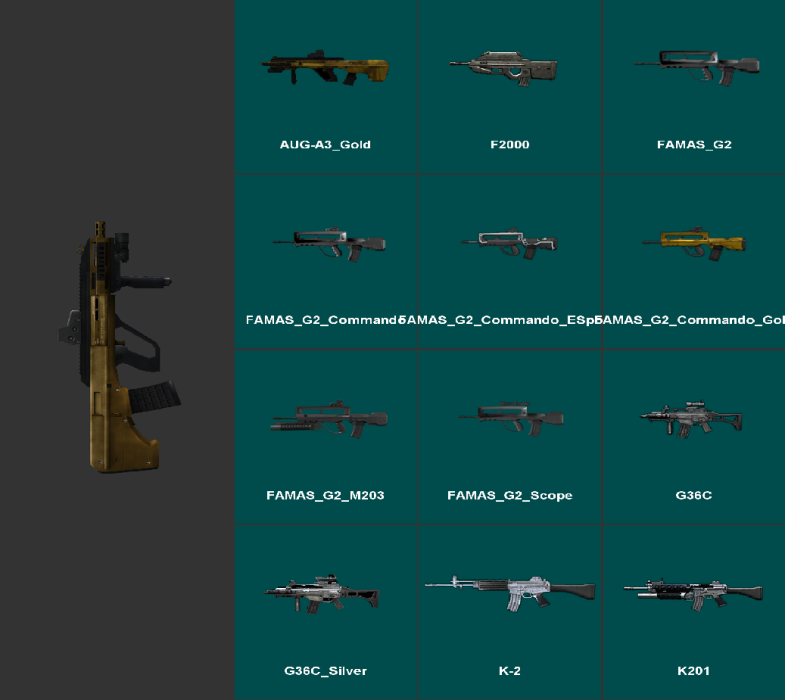 AUG-A3_Gold
F2000
FAMAS_G2
FAMAS_G2_Commando
FAMAS_G2_Commando_ESp
FAMAS_G2_Commando_Gol
FAMAS_G2_M203
FAMAS_G2_Scope
G36C
G36C_Silver
K-2
K201